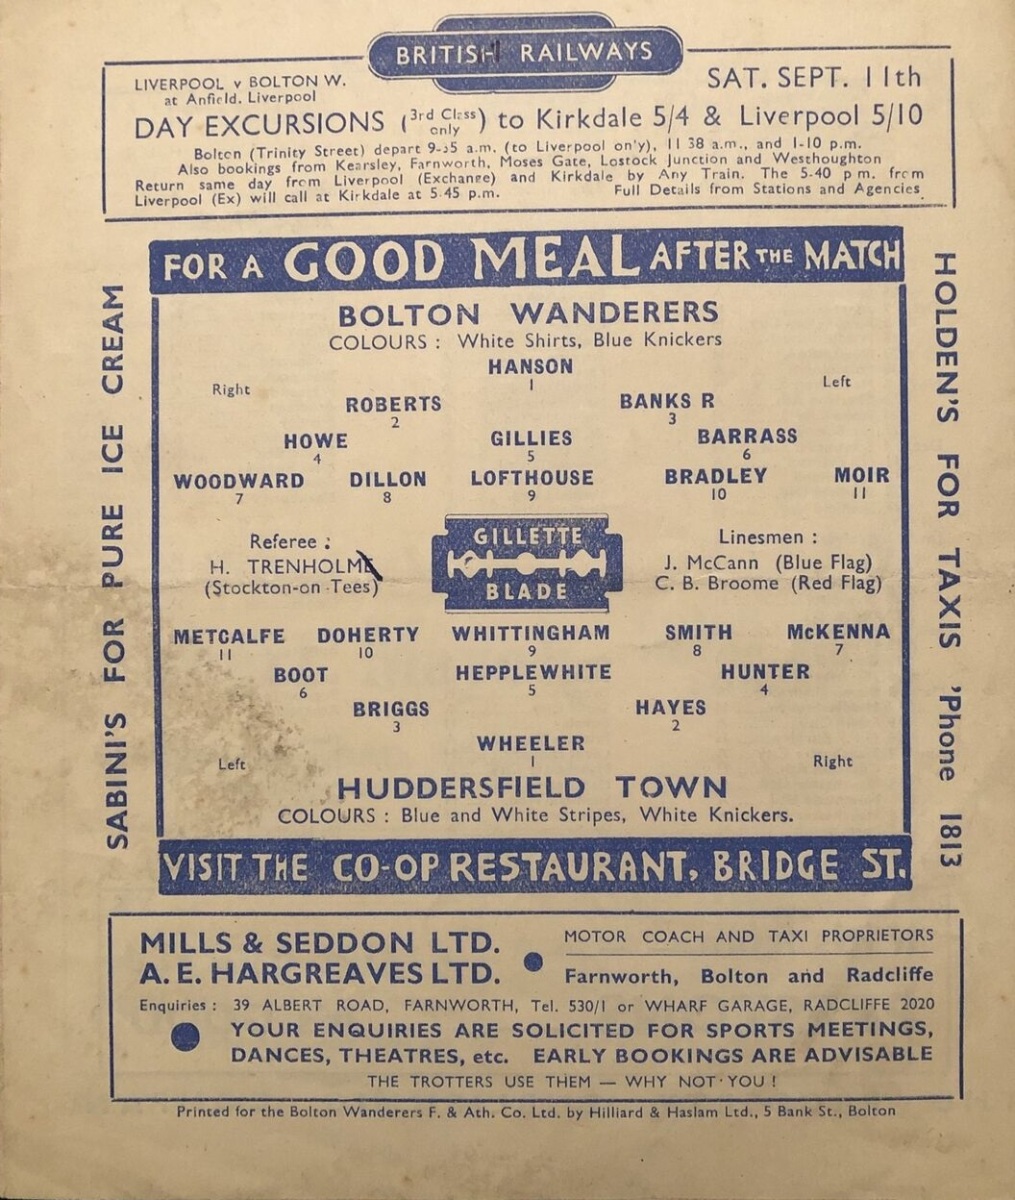 BRITISH RAILWAYS
LIVERPOOL v BOLTON W.
at Anfield. Liverpool
SAT. SEPT. 11th
DAY EXCURSIONS (3rd Class only) to Kirkdale 5/4 & Liverpool 5/10
Bolton (Trinity Street) depart 9-35 a.m. (to Liverpool on'y), 11 38 a.m., and 1-10 p.m.
Also bookings from Kearsley, Farnworth, Moses Gate, Lostock Junction and Westhoughton
Return same day from Liverpool (Exchange) and Kirkdale by Any Train. The 5-40 p m. from
Liverpool (Ex) will call at Kirkdale at 5-45 p.m. Full Details from Stations and Agencies
FOR A GOOD MEAL AFTER THE MATCH
SABINI'S FOR PURE ICE CREAM
HOLDEN'S FOR TAXIS 'Phone 1813
BOLTON WANDERERS
COLOURS : White Shirts, Blue Knickers
HANSON
1
Right Left
ROBERTS BANKS R
2 3
HOWE GILLIES BARRASS
4 5 6
WOODWARD DILLON LOFTHOUSE BRADLEY MOIR
7 8 9 10 11
Referee :
H. TRENHOLME
(Stockton-on-Tees)
GILLETTE
BLADE
Linesmen :
J. McCann (Blue Flag)
C. B. Broome (Red Flag)
METCALFE DOHERTY WHITTINGHAM SMITH McKENNA
11 10 9 8 7
BOOT HEPPLEWHITE HUNTER
6 5 4
BRIGGS HAYES
3 2
WHEELER
1
Left Right
HUDDERSFIELD TOWN
COLOURS : Blue and White Stripes, White Knickers.
VISIT THE CO-OP RESTAURANT, BRIDGE ST.
MILLS & SEDDON LTD.
A. E. HARGREAVES LTD.
MOTOR COACH AND TAXI PROPRIETORS
Farnworth, Bolton and Radcliffe
Enquiries : 39 ALBERT ROAD, FARNWORTH, Tel. 530/1 or WHARF GARAGE, RADCLIFFE 2020
YOUR ENQUIRIES ARE SOLICITED FOR SPORTS MEETINGS,
DANCES, THEATRES, etc. EARLY BOOKINGS ARE ADVISABLE
THE TROTTERS USE THEM — WHY NOT YOU !
Printed for the Bolton Wanderers F. & Ath. Co. Ltd. by Hilliard & Haslam Ltd., 5 Bank St., Bolton